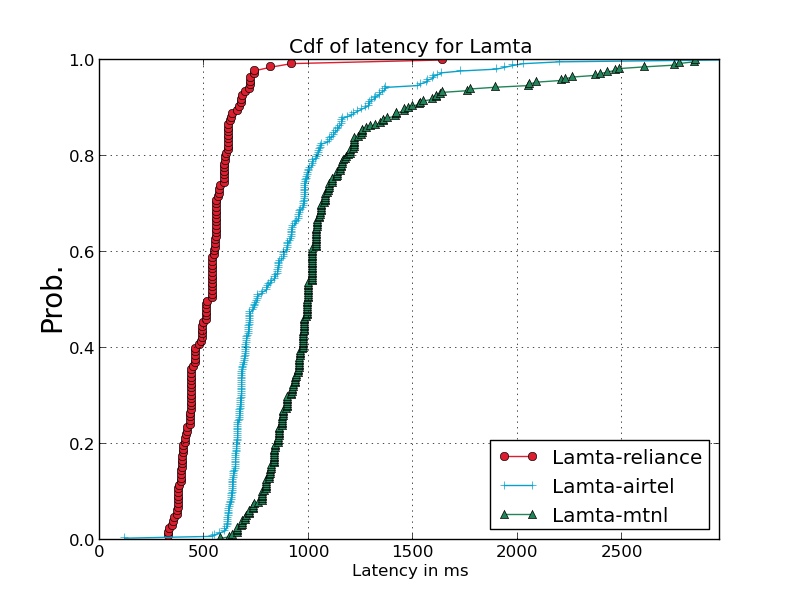 Cdf of latency for Lamta
1.0
0.8
0.6
0.4
0.2
0.0
Prob.
Lamta-reliance
Lamta-airtel
Lamta-mtnl
0 500 1000 1500 2000 2500
Latency in ms